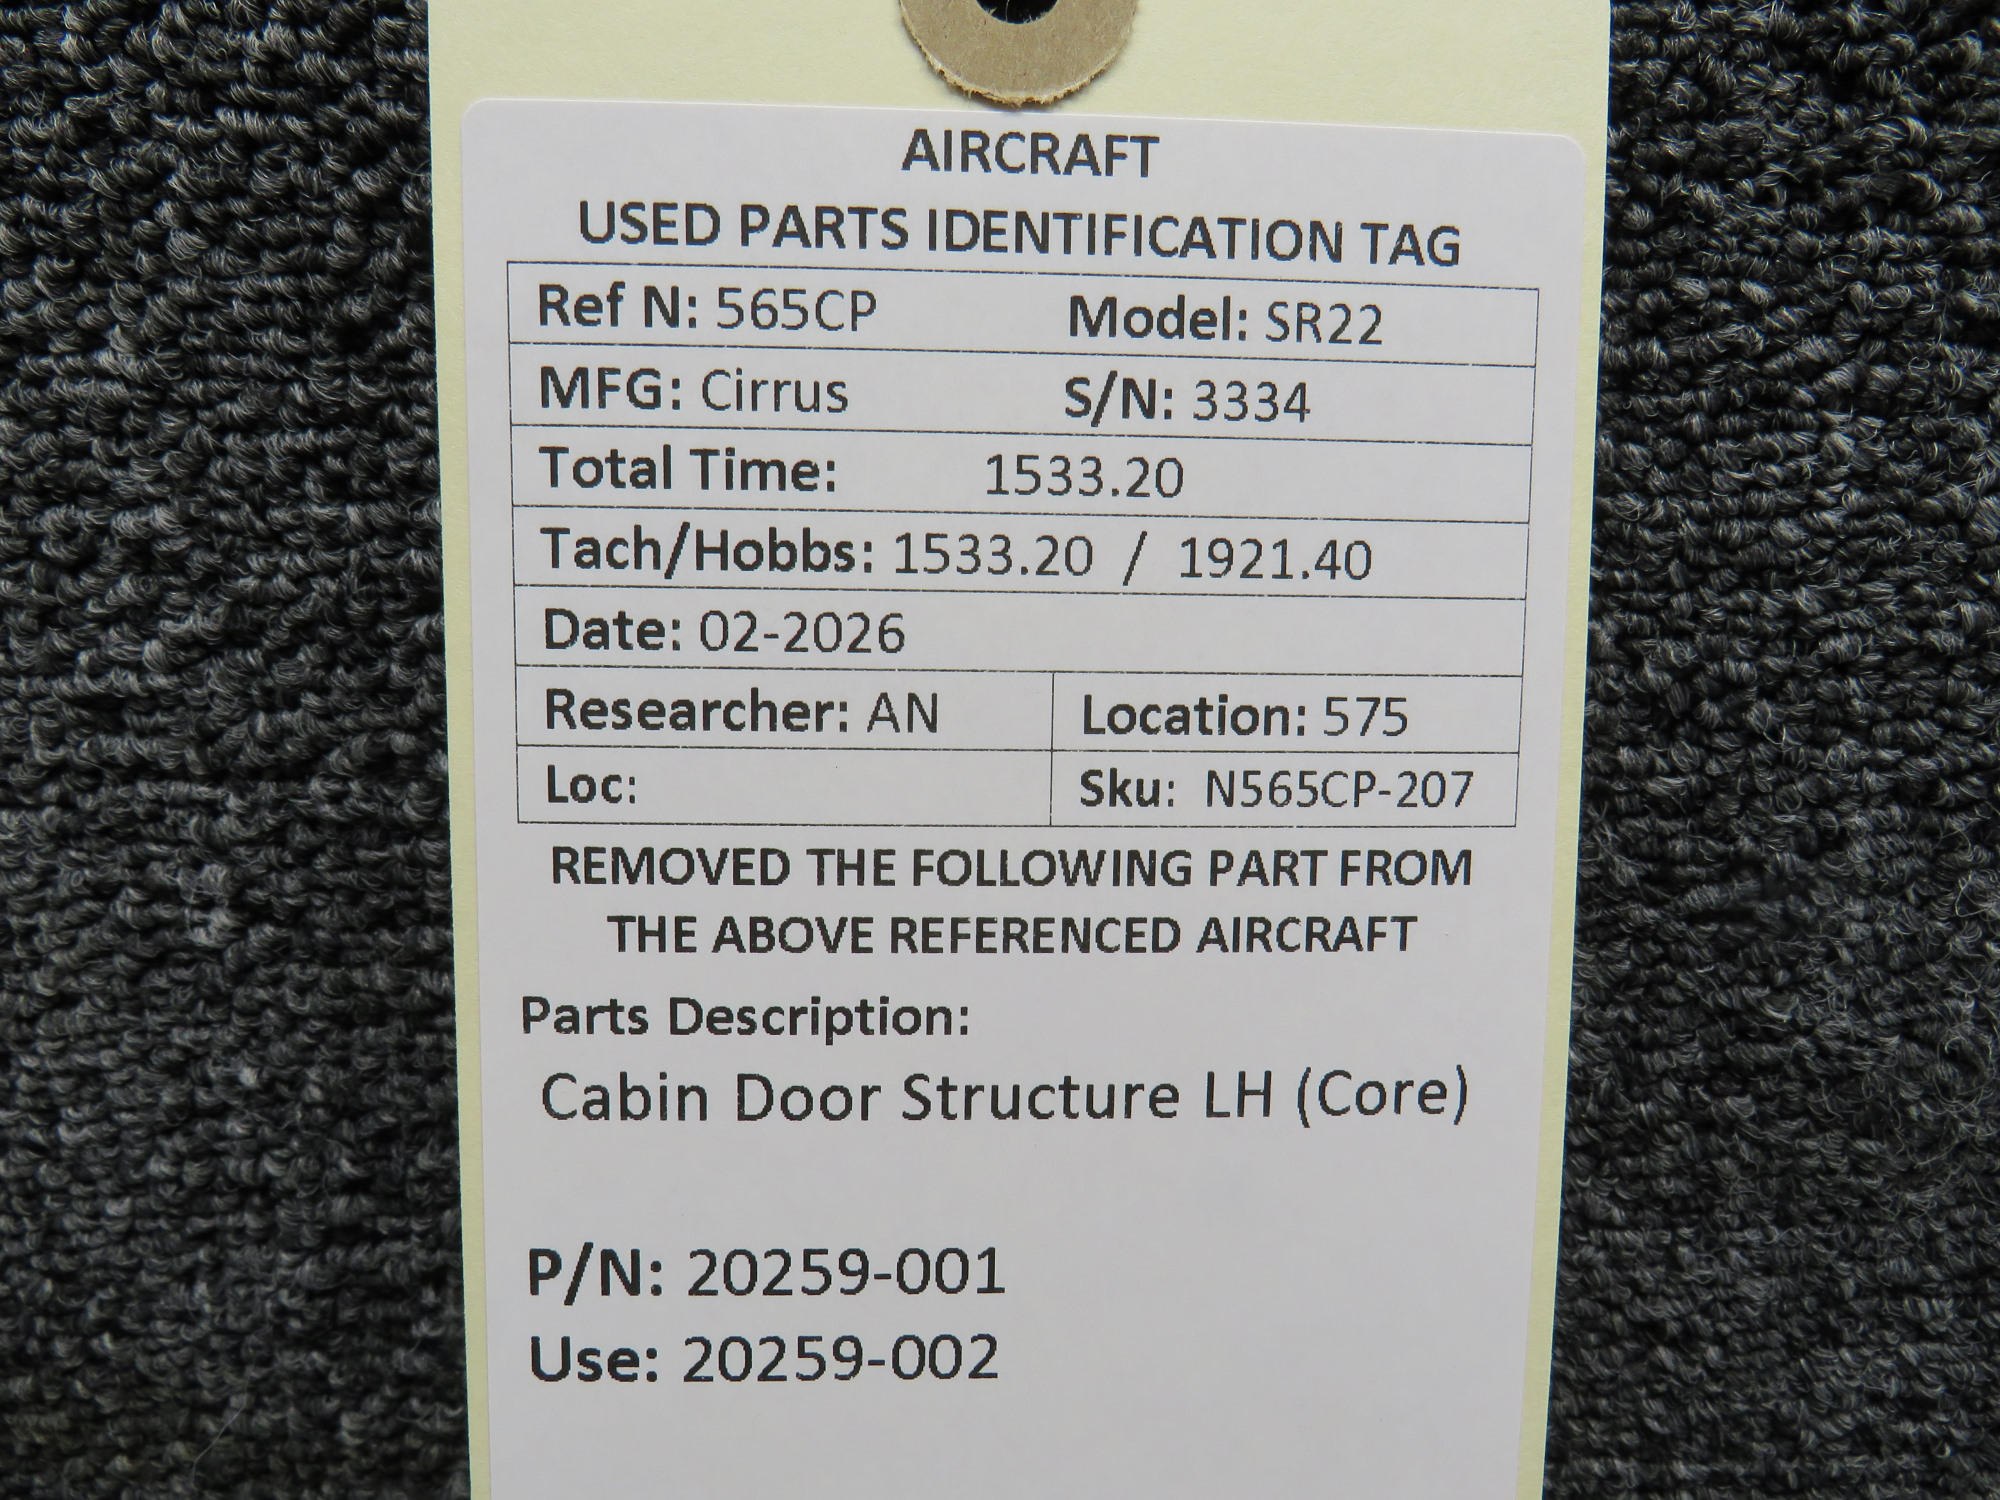 AIRCRAFT
USED PARTS IDENTIFICATION TAG
Ref N: 565CP Model: SR22
MFG: Cirrus S/N: 3334
Total Time: 1533.20
Tach/Hobbs: 1533.20 / 1921.40
Date: 02-2026
Researcher: AN Location: 575
Loc: Sku: N565CP-207
REMOVED THE FOLLOWING PART FROM
THE ABOVE REFERENCED AIRCRAFT
Parts Description:
Cabin Door Structure LH (Core)
P/N: 20259-001
Use: 20259-002